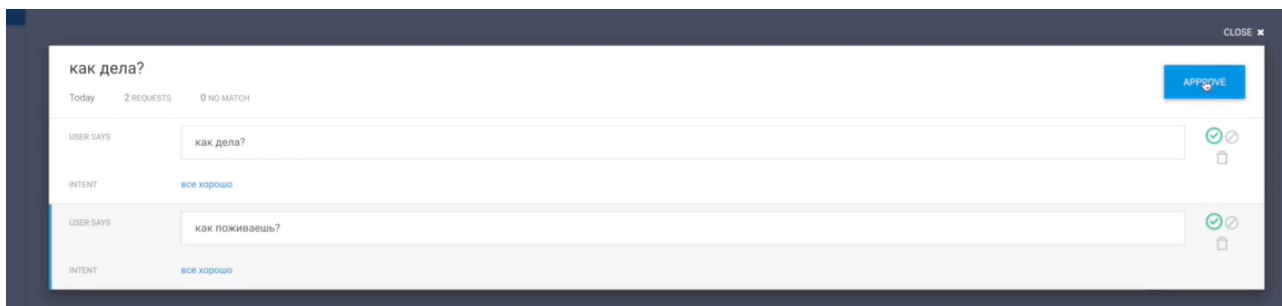 CLOSE ✖
как дела?
APPROVE
Today 2 REQUESTS 0 NO MATCH
USER SAYS как дела?
INTENT все хорошо
USER SAYS как поживаешь?
INTENT все хорошо